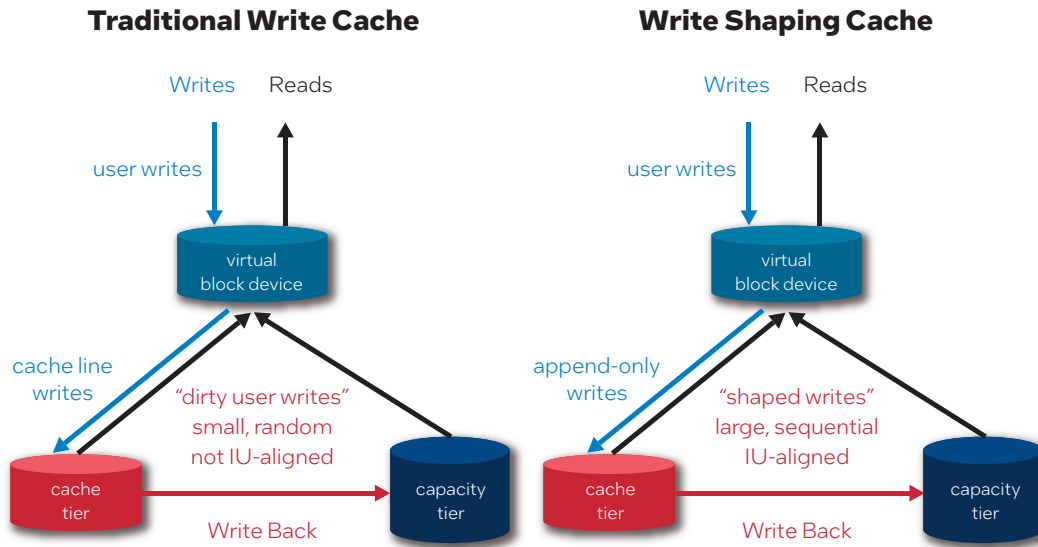 Traditional Write Cache
Writes Reads
user writes
virtual
block device
cache line
writes
“dirty user writes”
small, random
not IU-aligned
cache
tier
capacity
tier
Write Back
Write Shaping Cache
Writes Reads
user writes
virtual
block device
append-only
writes
“shaped writes”
large, sequential
IU-aligned
cache
tier
capacity
tier
Write Back